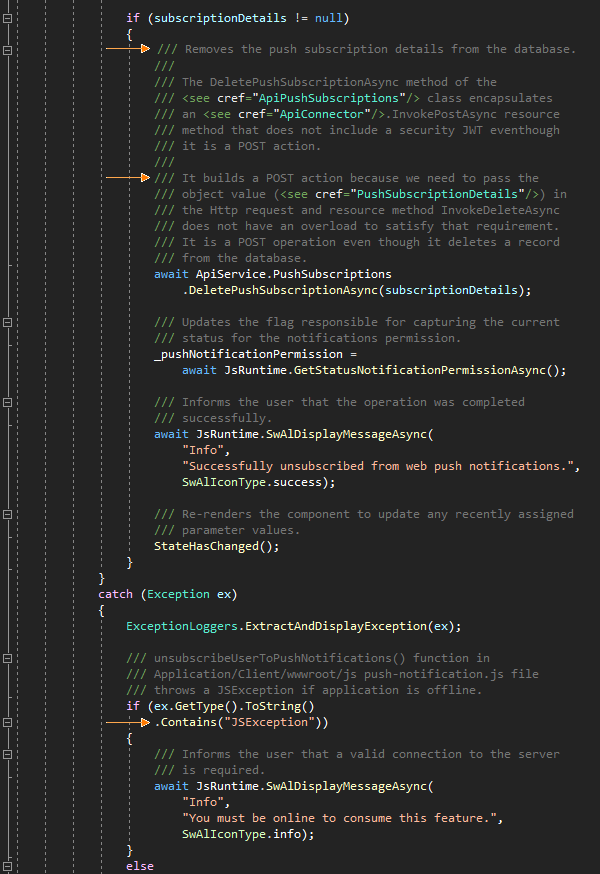 if (subscriptionDetails != null)
{
/// Removes the push subscription details from the database.
///
/// The DeletePushSubscriptionAsync method of the
/// <see cref="ApiPushSubscriptions"/> class encapsulates
/// an <see cref="ApiConnector"/>.InvokePostAsync resource
/// method that does not include a security JWT eventhough
/// it is a POST action.
///
/// It builds a POST action because we need to pass the
/// object value (<see cref="PushSubscriptionDetails"/>) in
/// the Http request and resource method InvokeDeleteAsync
/// does not have an overload to satisfy that requirement.
/// It is a POST operation even though it deletes a record
/// from the database.
await ApiService.PushSubscriptions
.DeletePushSubscriptionAsync(subscriptionDetails);
/// Updates the flag responsible for capturing the current
/// status for the notifications permission.
_pushNotificationPermission =
await JsRuntime.GetStatusNotificationPermissionAsync();
/// Informs the user that the operation was completed
/// successfully.
await JsRuntime.SwAlDisplayMessageAsync(
"Info",
"Successfully unsubscribed from web push notifications.",
SwAlIconType.success);
/// Re-renders the component to update any recently assigned
/// parameter values.
StateHasChanged();
}
}
catch (Exception ex)
{
ExceptionLoggers.ExtractAndDisplayException(ex);
/// unsubscribeUserToPushNotifications() function in
/// Application/Client/wwwroot/js push-notification.js file
/// throws a JSException if application is offline.
if (ex.GetType().ToString()
.Contains("JSException"))
{
/// Informs the user that a valid connection to the server
/// is required.
await JsRuntime.SwAlDisplayMessageAsync(
"Info",
"You must be online to consume this feature.",
SwAlIconType.info);
}
else